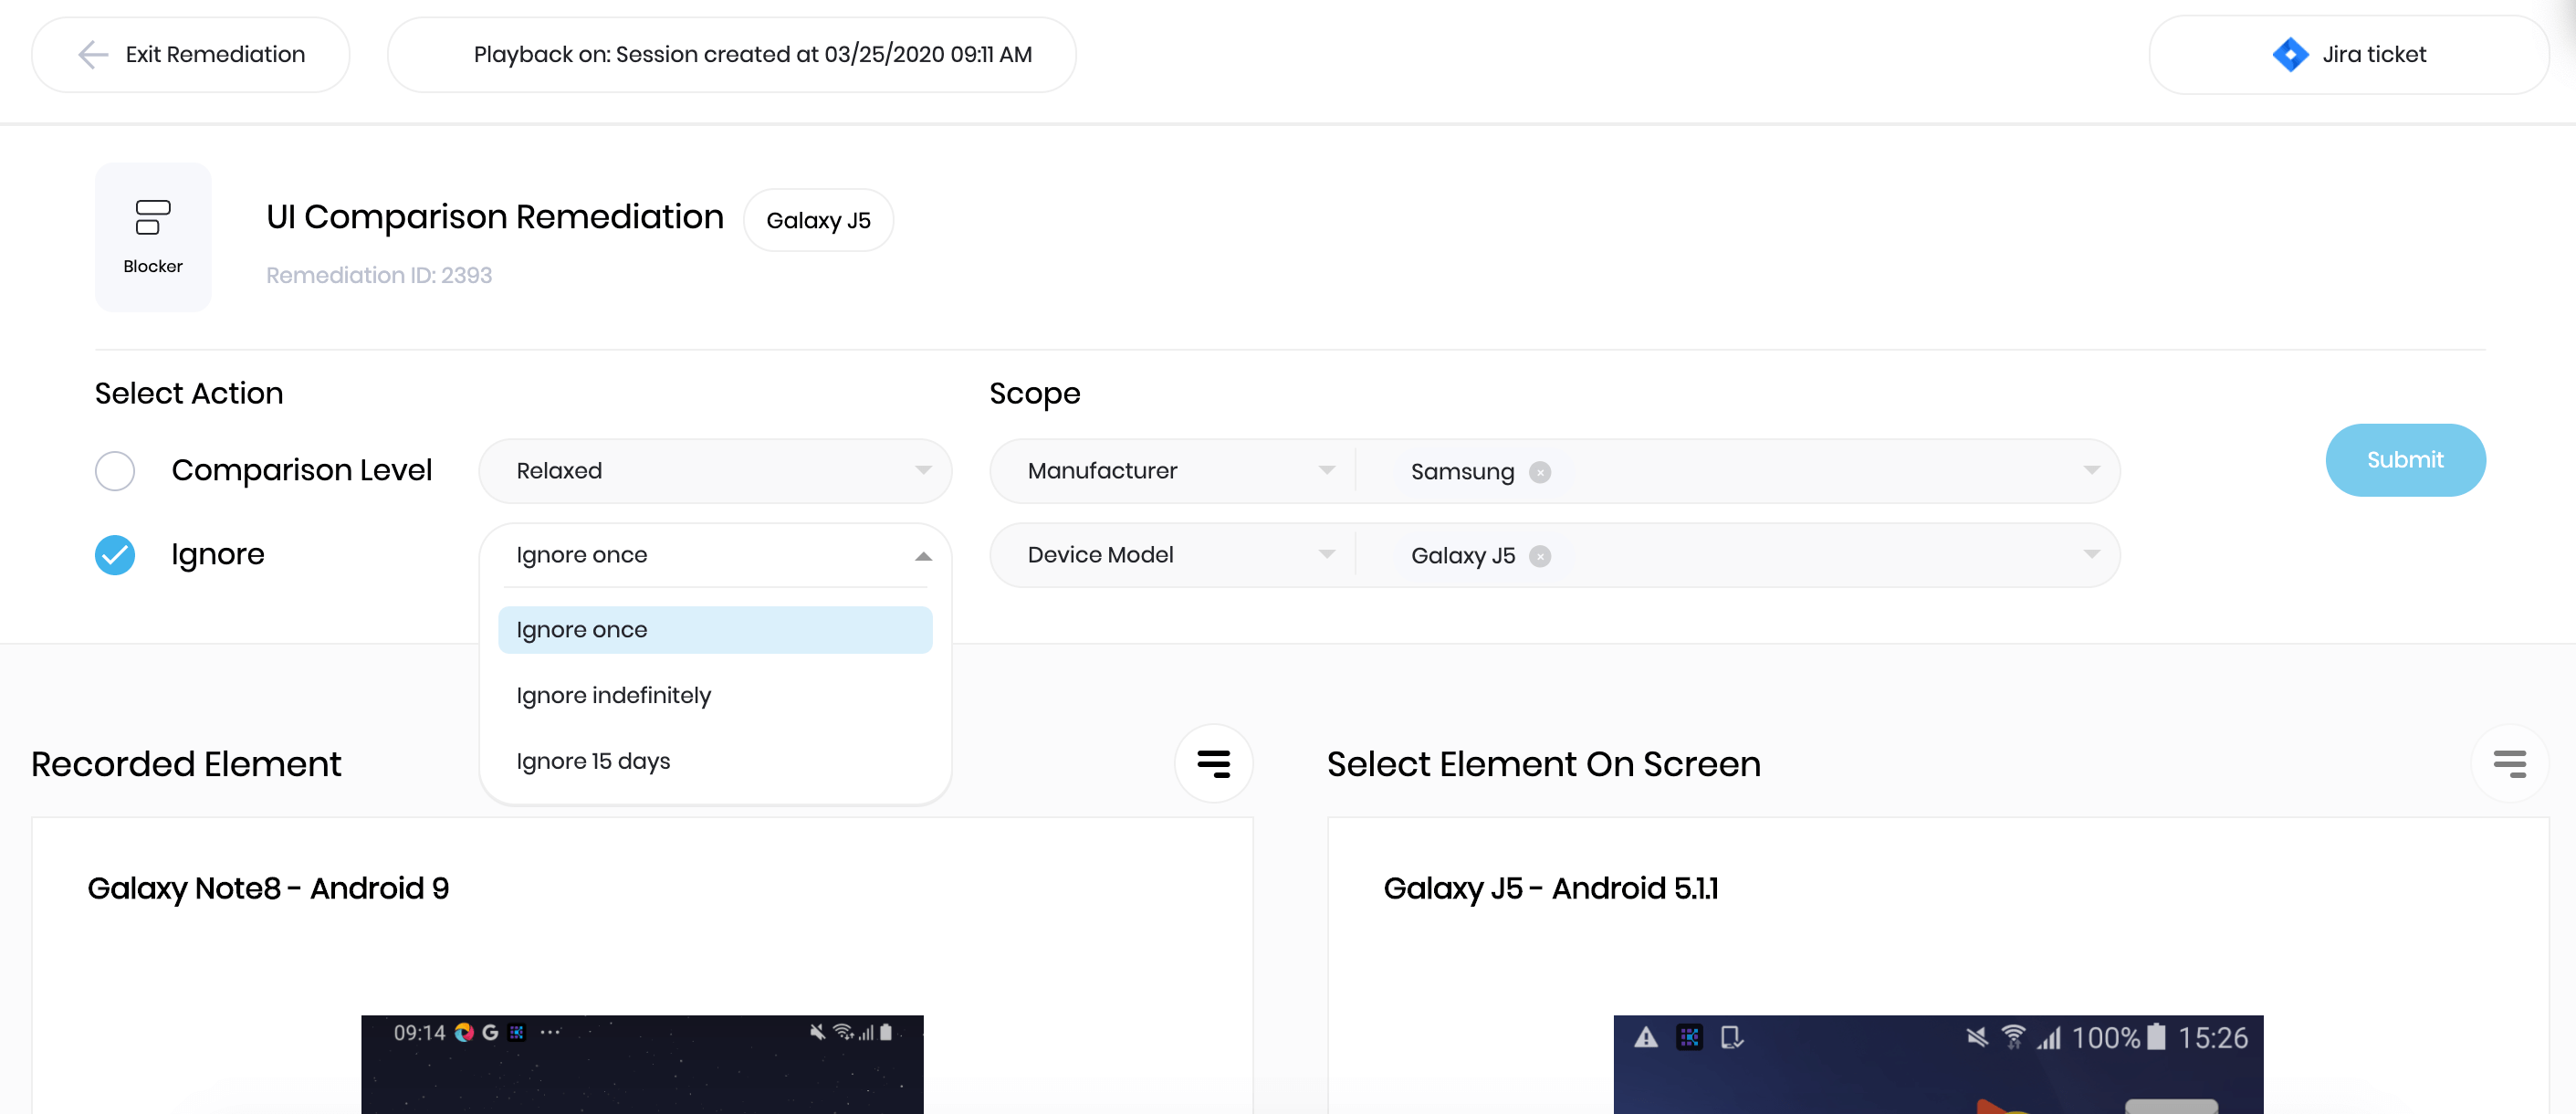 Exit Remediation
Playback on: Session created at 03/25/2020 09:11 AM
Jira ticket
Blocker
UI Comparison Remediation
Galaxy J5
Remediation ID: 2393
Select Action
Scope
Comparison Level
Relaxed
Manufacturer
Samsung
Submit
Ignore
Ignore once
Device Model
Galaxy J5
Ignore once
Ignore indefinitely
Ignore 15 days
Recorded Element
Select Element On Screen
Galaxy Note8 - Android 9
Galaxy J5 - Android 5.1.1
09:14 G
100% 15:26